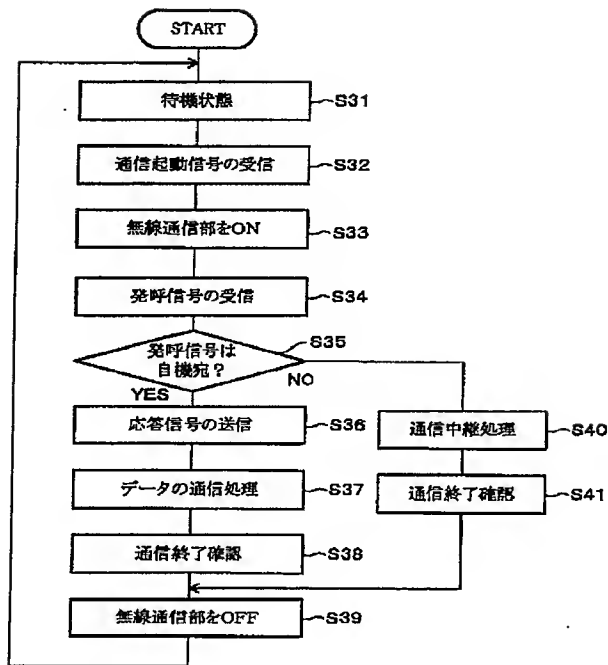 START
待機状態 S31
通信起動信号の受信 S32
無線通信部をON S33
発呼信号の受信 S34
発呼信号は
自機宛？ S35
YES
NO
応答信号の送信 S36
データの通信処理 S37
通信終了確認 S38
通信中継処理 S40
通信終了確認 S41
無線通信部をOFF S39